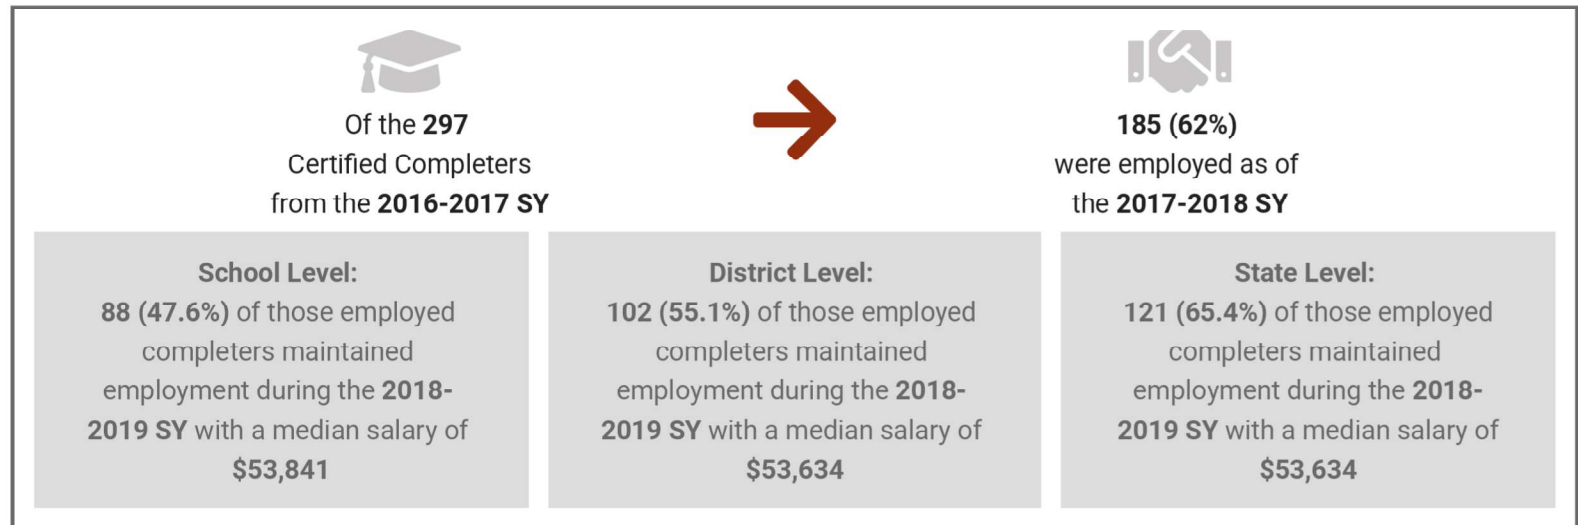 Of the 297
Certified Completers
from the 2016-2017 SY
185 (62%)
were employed as of
the 2017-2018 SY
School Level:
88 (47.6%) of those employed
completers maintained
employment during the 2018-
2019 SY with a median salary of
$53,841
District Level:
102 (55.1%) of those employed
completers maintained
employment during the 2018-
2019 SY with a median salary of
$53,634
State Level:
121 (65.4%) of those employed
completers maintained
employment during the 2018-
2019 SY with a median salary of
$53,634